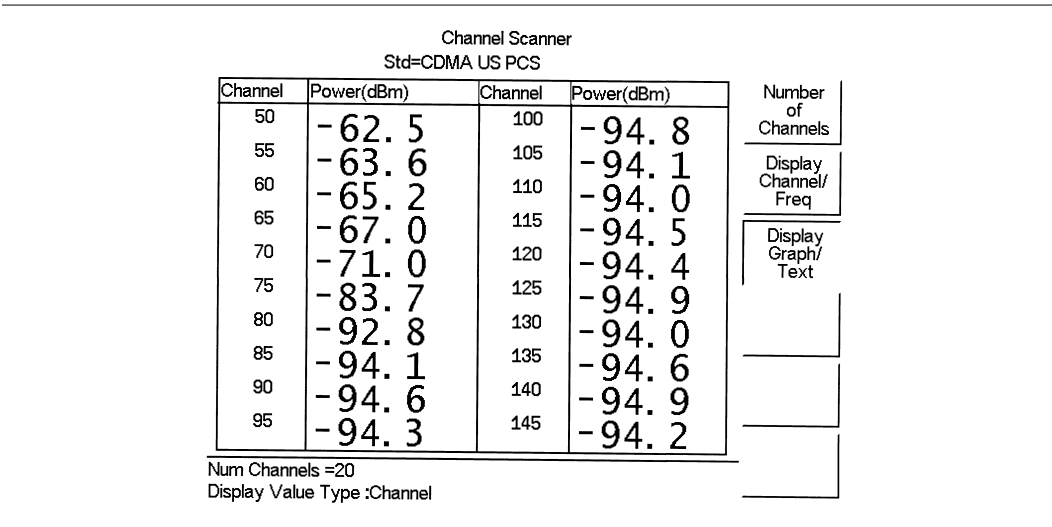 Channel Scanner
Std=CDMA US PCS
Channel Power(dBm) Channel Power(dBm)
50 -62.5 100 -94.8
55 -63.6 105 -94.1
60 -65.2 110 -94.0
65 -67.0 115 -94.5
70 -71.0 120 -94.4
75 -83.7 125 -94.9
80 -92.8 130 -94.0
85 -94.1 135 -94.6
90 -94.6 140 -94.9
95 -94.3 145 -94.2
Num Channels =20
Display Value Type :Channel
Number
of
Channels
Display
Channel/
Freq
Display
Graph/
Text